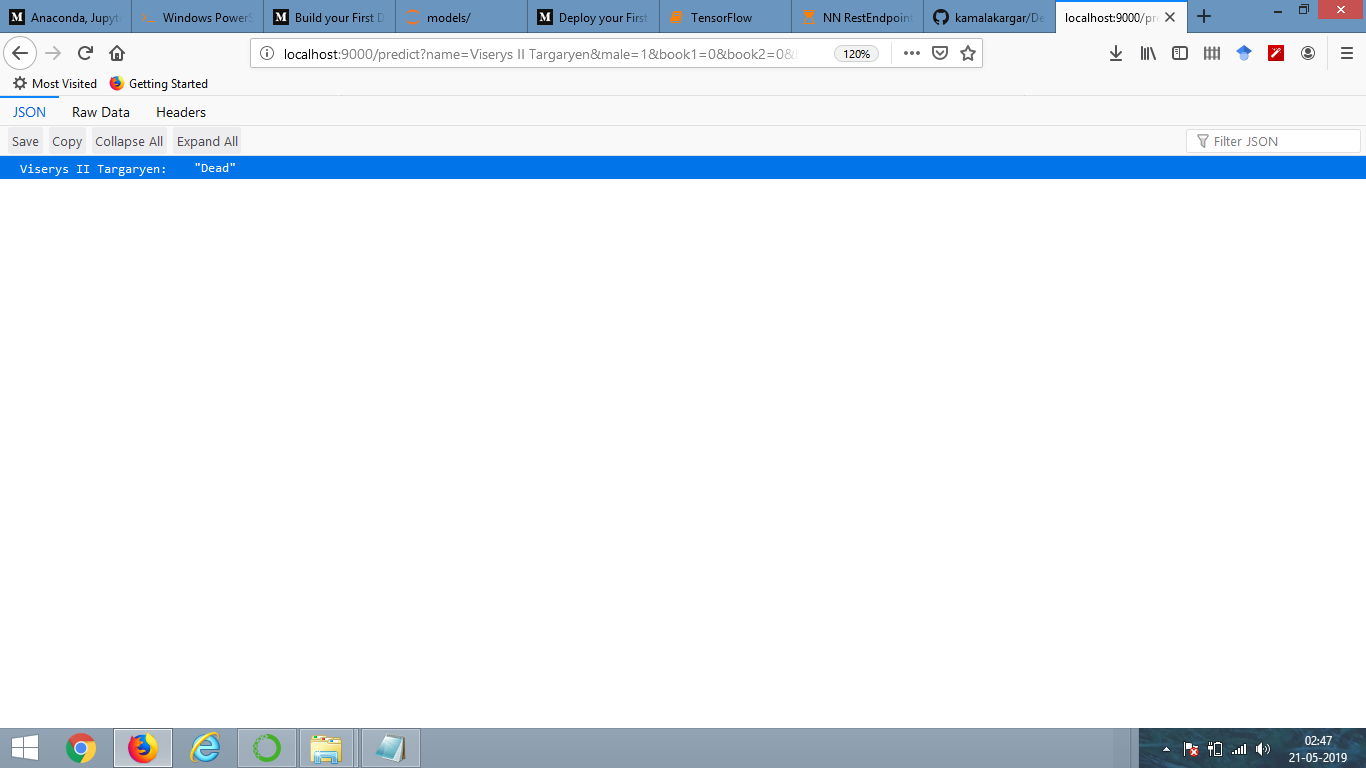 Anaconda, Jupyt
Windows PowerS
Build your First D
models/
Deploy your First
TensorFlow
NN RestEndpoint
kamalakargar/De
localhost:9000/pre
localhost:9000/predict?name=Viserys II Targaryen&male=1&book1=0&book2=0&
120%
Most Visited
Getting Started
JSON
Raw Data
Headers
Save
Copy
Collapse All
Expand All
Filter JSON
Viserys II Targaryen: "Dead"
02:47
21-05-2019